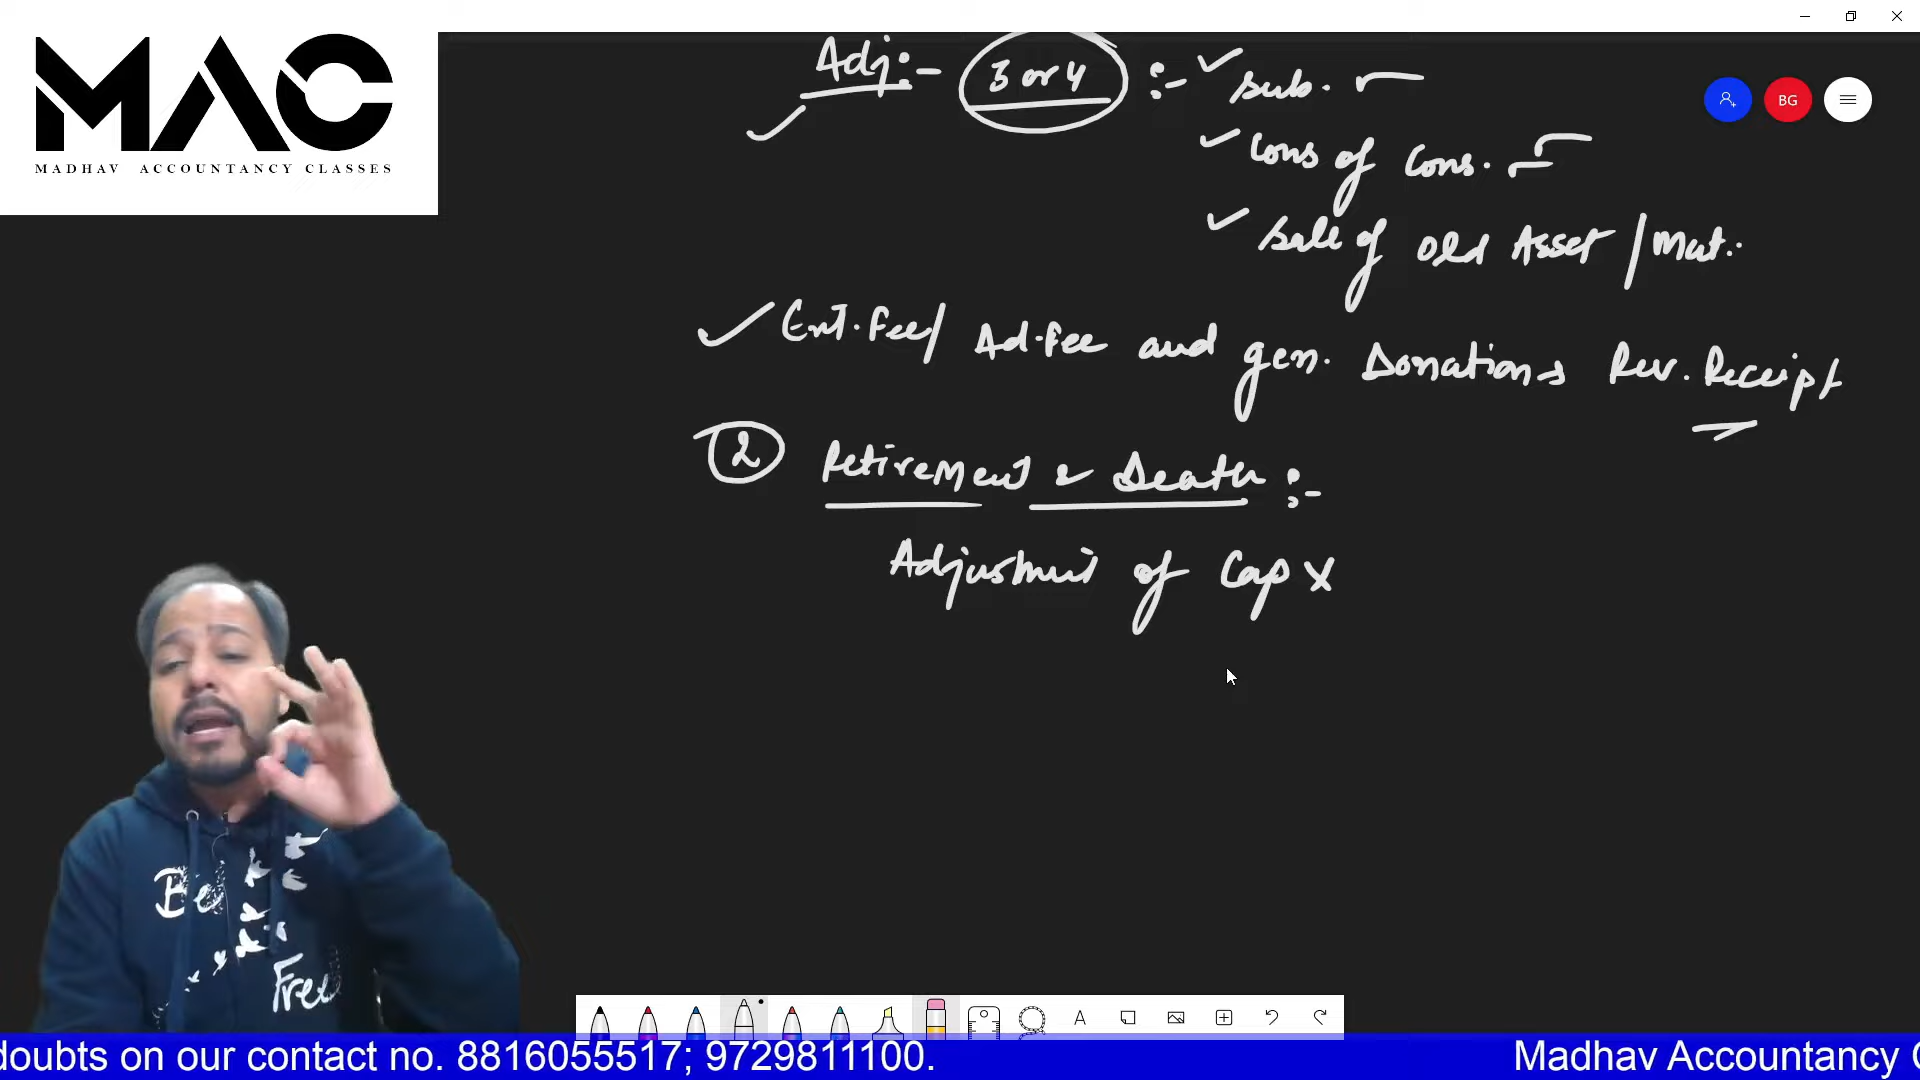 MAC
MADHAV ACCOUNTANCY CLASSES
Adj:- 3 or 4 :- Sub.
Cons of Cons.
Sale of Old Asset / Mat.
BG
Ent. Fee/ Ad. Fee and gen. Donations Rev. Receipt
2 Retirement & Death :-
Adjustment of Cap X
Be
Free
doubts on our contact no. 8816055517; 9729811100.
Madhav Accountancy C